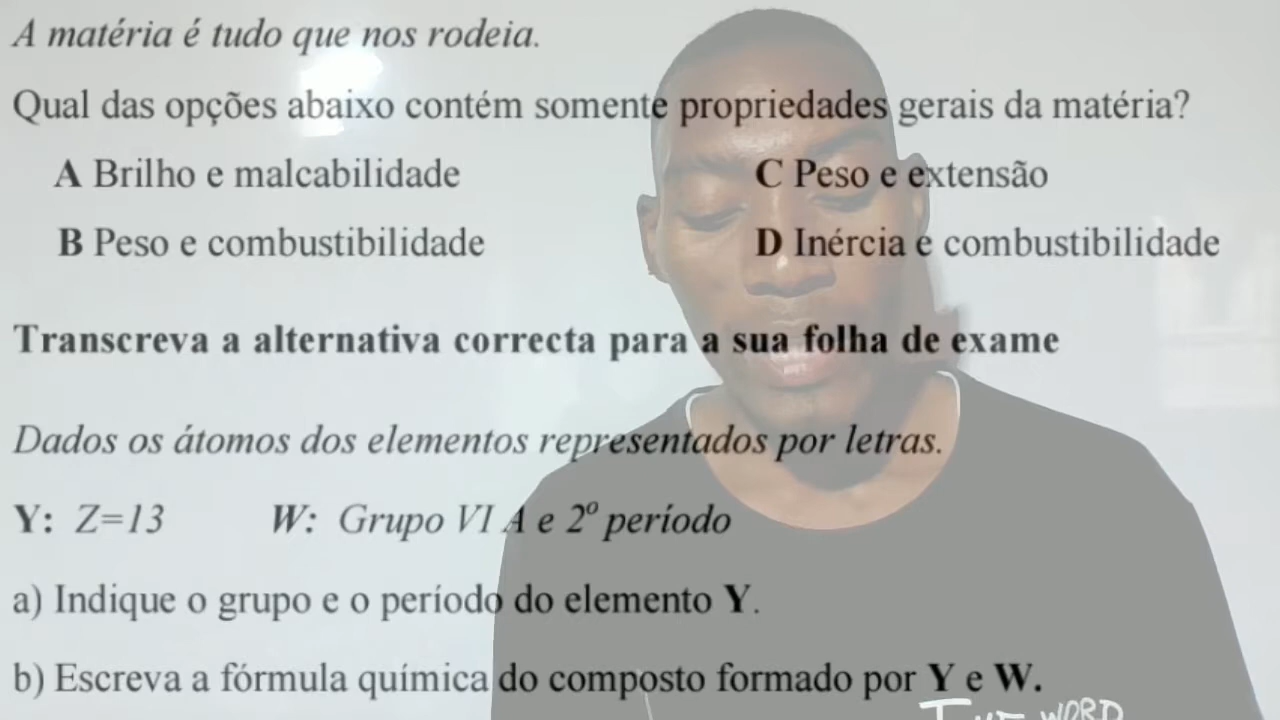 A matéria é tudo que nos rodeia.
Qual das opções abaixo contém somente propriedades gerais da matéria?
A Brilho e malcabilidade
C Peso e extensão
B Peso e combustibilidade
D Inércia e combustibilidade
Transcreva a alternativa correcta para a sua folha de exame
Dados os átomos dos elementos representados por letras.
Y: Z=13 W: Grupo VI A e 2º período
a) Indique o grupo e o período do elemento Y.
b) Escreva a fórmula química do composto formado por Y e W.
THE WORD